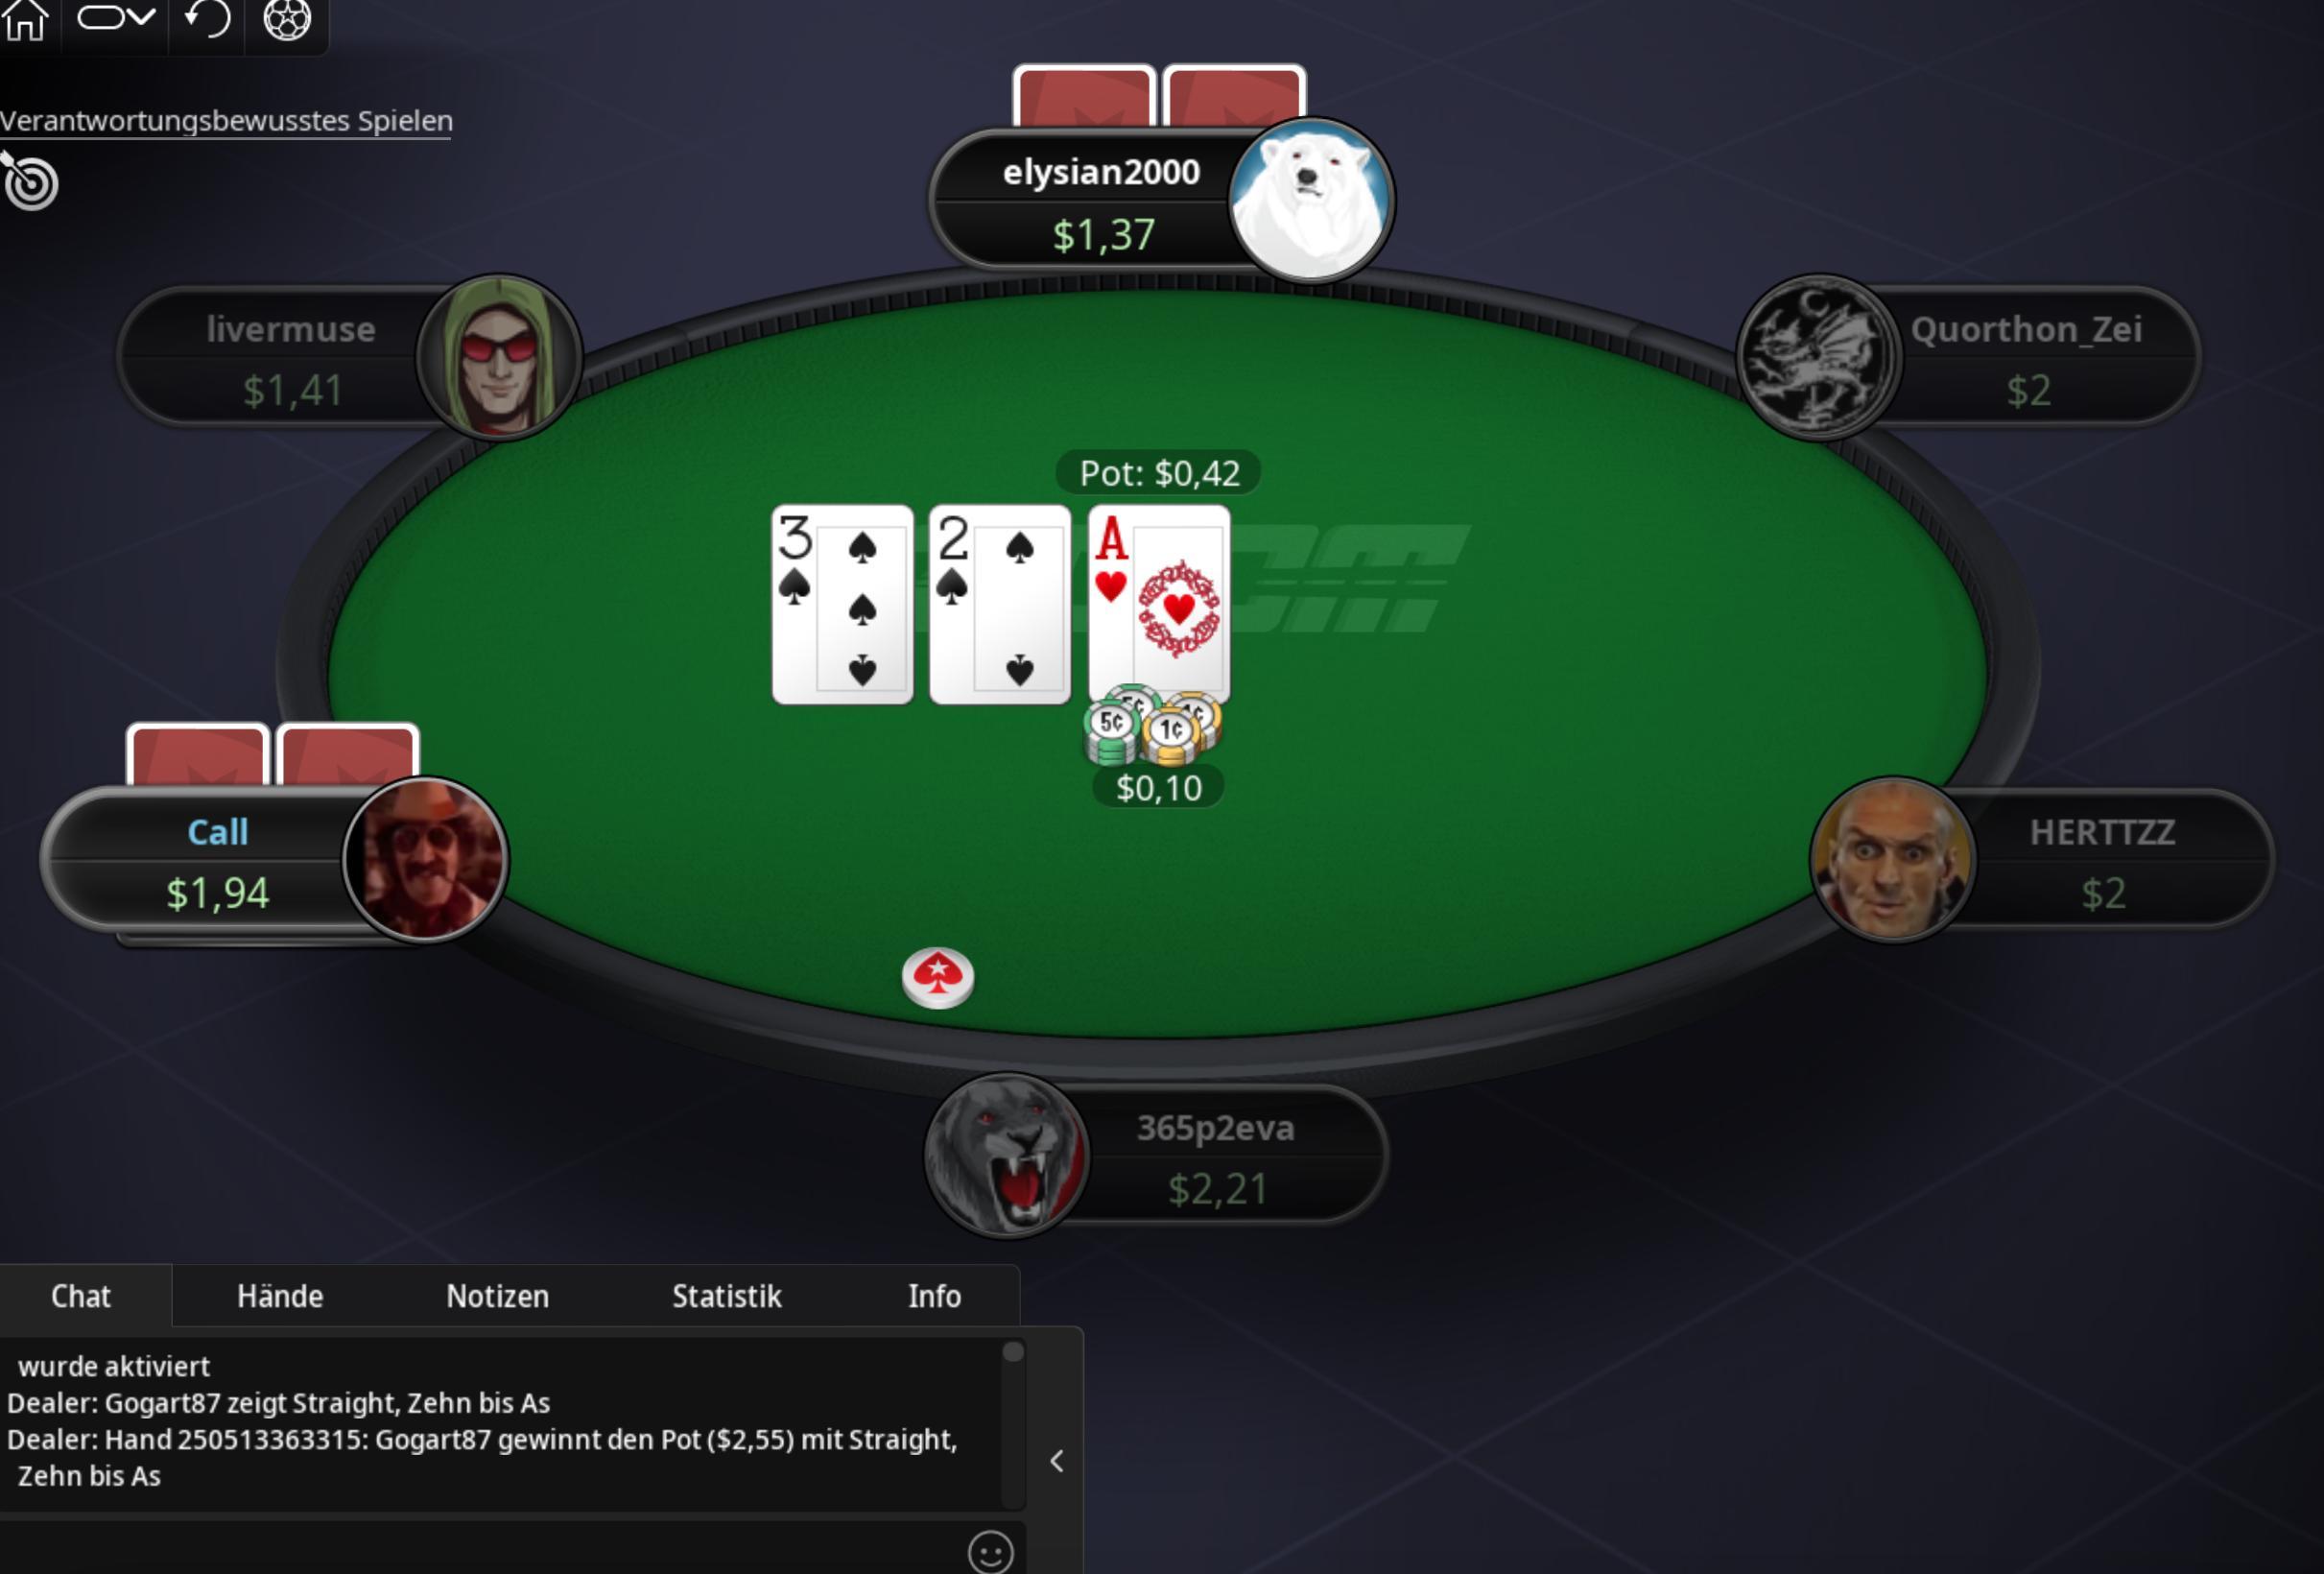 Verantwortungsbewusstes Spielen
elysian2000
$1,37
livermuse
$1,41
Quorthon_Zei
$2
Pot: $0,42
3
2
A
5¢
5¢
1¢
1¢
$0,10
Call
$1,94
HERTTZZ
$2
365p2eva
$2,21
Chat
Hände
Notizen
Statistik
Info
wurde aktiviert
Dealer: Gogart87 zeigt Straight, Zehn bis As
Dealer: Hand 250513363315: Gogart87 gewinnt den Pot ($2,55) mit Straight,
Zehn bis As